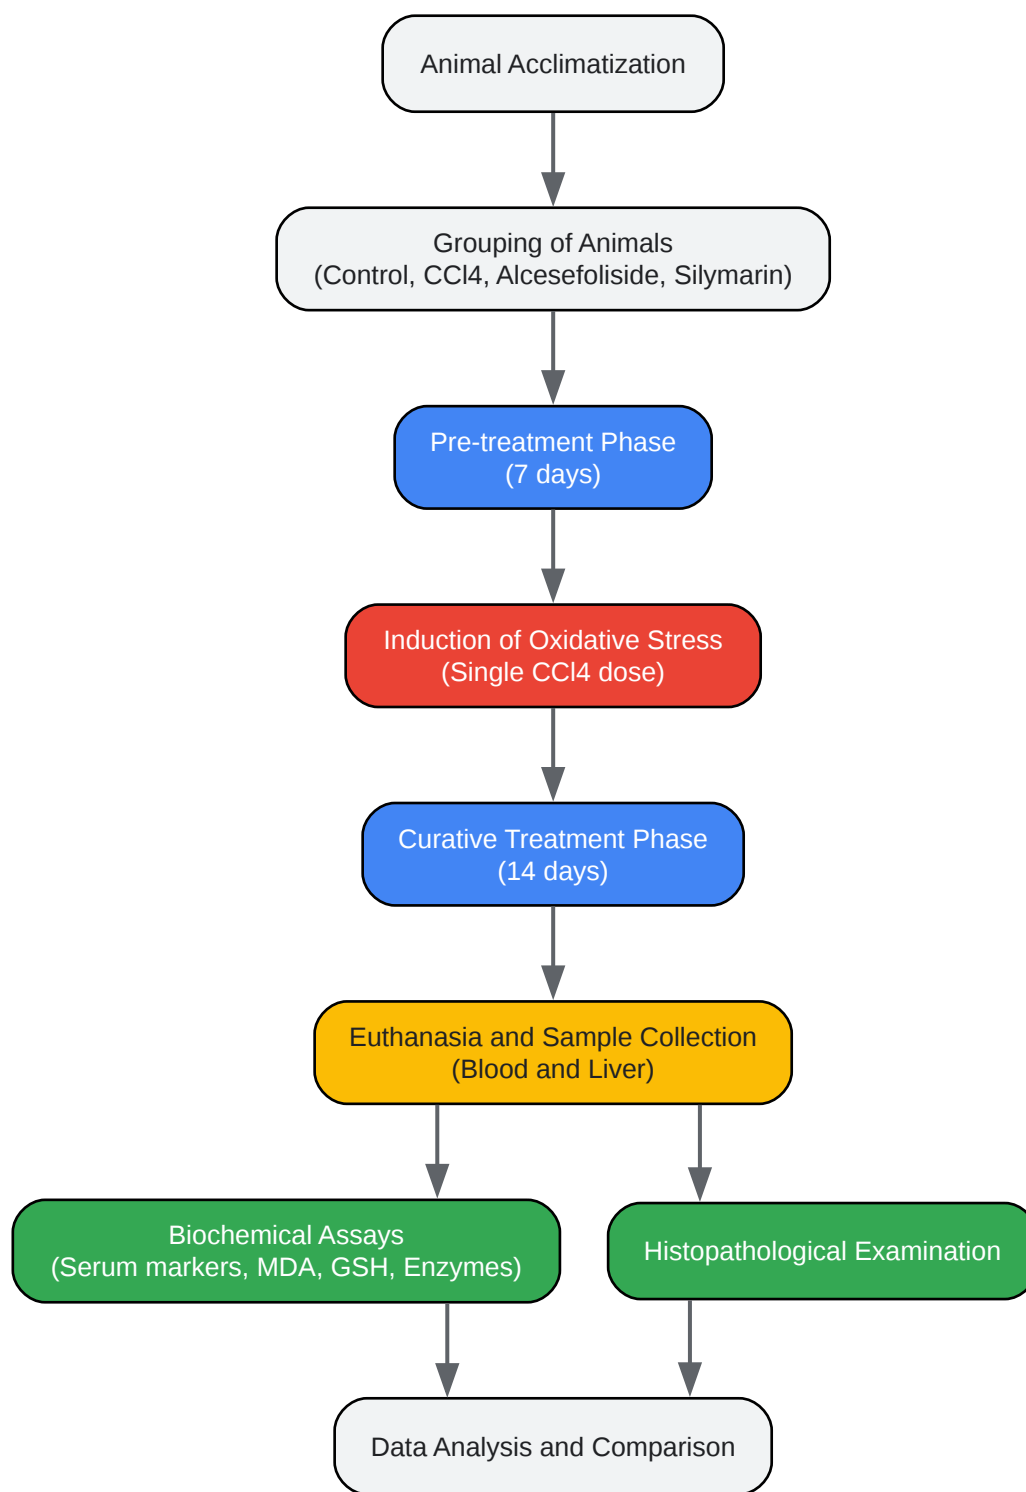 Animal Acclimatization
Grouping of Animals
(Control, CCl4, Alcesefoliside, Silymarin)
Pre-treatment Phase
(7 days)
Induction of Oxidative Stress
(Single CCl4 dose)
Curative Treatment Phase
(14 days)
Euthanasia and Sample Collection
(Blood and Liver)
Biochemical Assays
(Serum markers, MDA, GSH, Enzymes)
Histopathological Examination
Data Analysis and Comparison